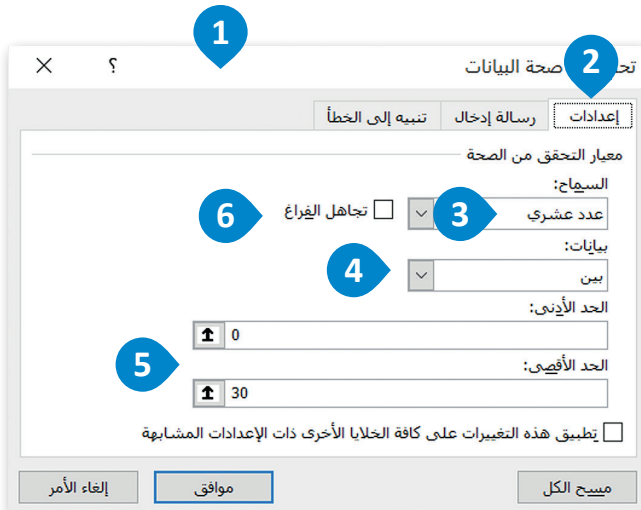 1
تح 2 صحة البيانات ؟ ×
إعدادات رسالة إدخال تنبيه إلى الخطأ
معيار التحقق من الصحة
السماح:
عدد عشري 3 تجاهل الفراغ 6
بيانات:
بين 4
الحد الأدنى:
0
5
الحد الأقصى:
30
تطبيق هذه التغييرات على كافة الخلايا الأخرى ذات الإعدادات المشابهة
مسح الكل موافق إلغاء الأمر